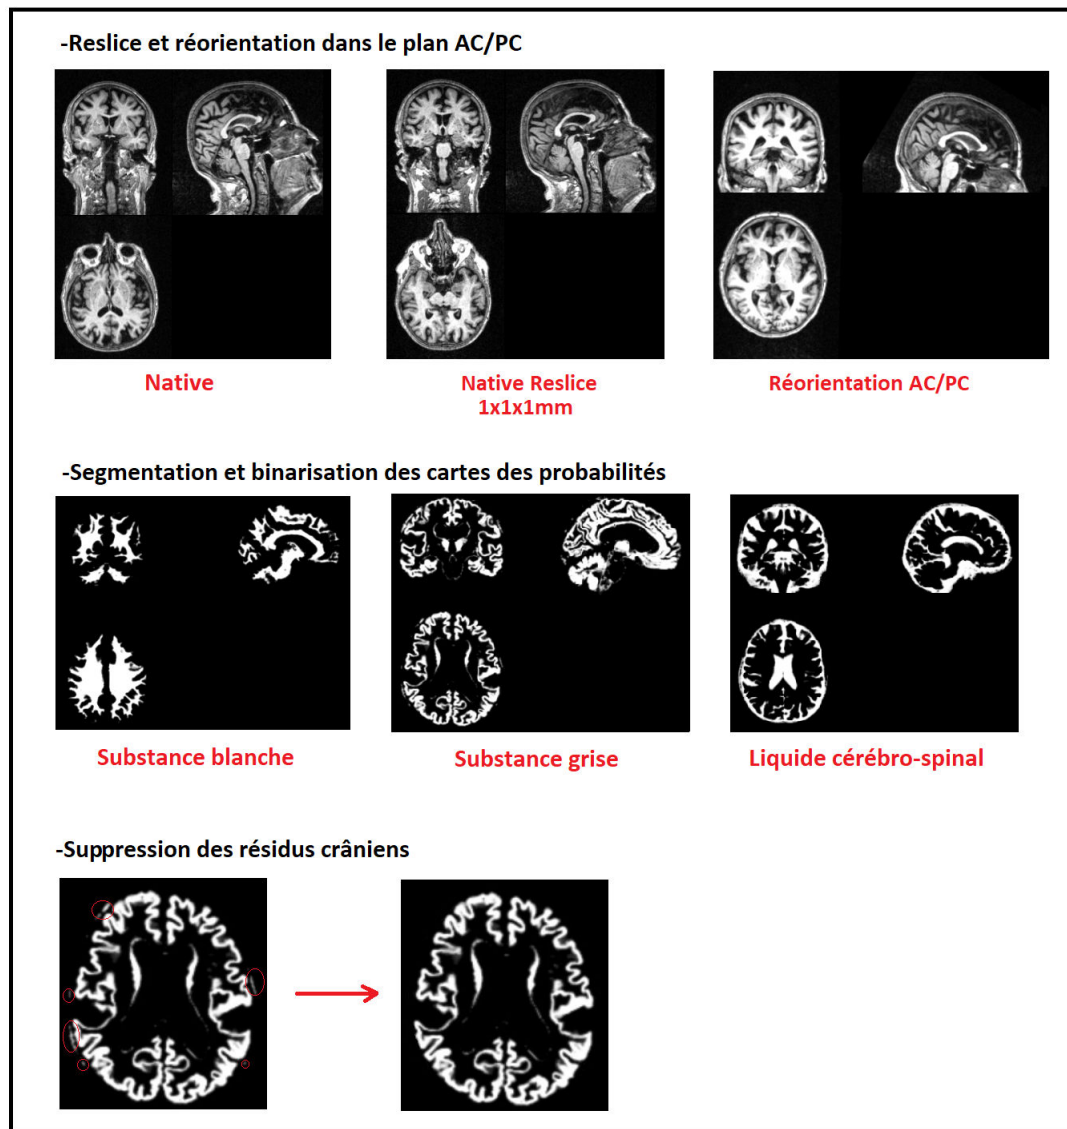 -Reslice et réorientation dans le plan AC/PC
Native
Native Reslice
1x1x1mm
Réorientation AC/PC
-Segmentation et binarisation des cartes des probabilités
Substance blanche
Substance grise
Liquide cérébro-spinal
-Suppression des résidus crâniens